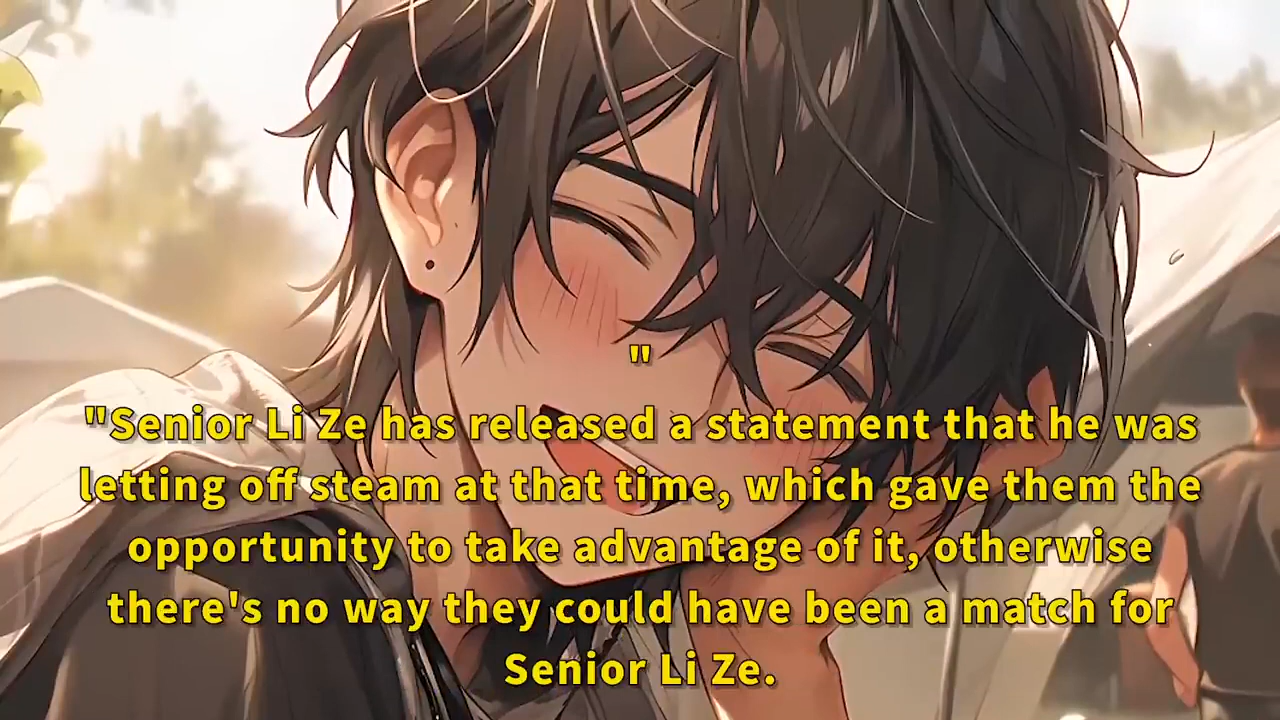 "
"Senior Li Ze has released a statement that he was
letting off steam at that time, which gave them the
opportunity to take advantage of it, otherwise
there's no way they could have been a match for
Senior Li Ze.